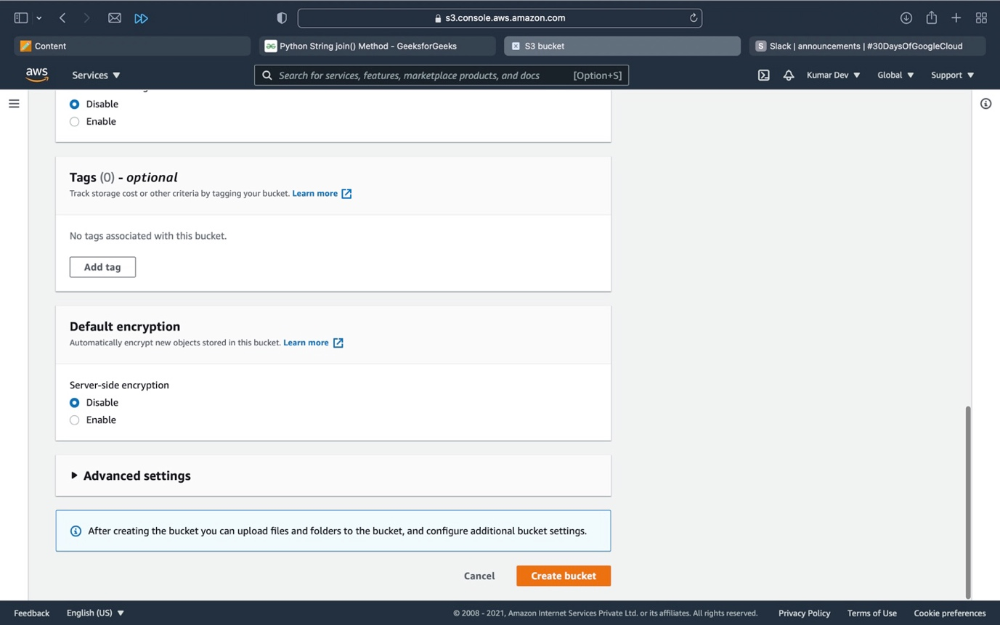 s3.console.aws.amazon.com
Content
Python String join() Method - GeeksforGeeks
S3 bucket
S Slack | announcements | #30DaysOfGoogleCloud
aws
Services
Search for services, features, marketplace products, and docs [Option+S]
Kumar Dev
Global
Support
Disable
Enable
Tags (0) - optional
Track storage cost or other criteria by tagging your bucket. Learn more
No tags associated with this bucket.
Add tag
Default encryption
Automatically encrypt new objects stored in this bucket. Learn more
Server-side encryption
Disable
Enable
Advanced settings
After creating the bucket you can upload files and folders to the bucket, and configure additional bucket settings.
Cancel
Create bucket
Feedback
English (US)
© 2008 - 2021, Amazon Internet Services Private Ltd. or its affiliates. All rights reserved.
Privacy Policy
Terms of Use
Cookie preferences